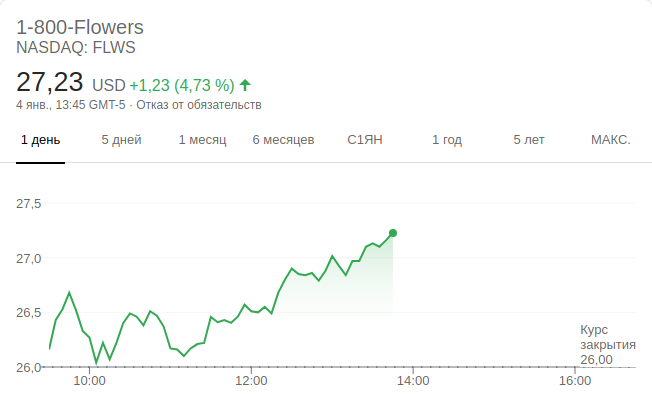 1-800-Flowers
NASDAQ: FLWS
27,23 USD +1,23 (4,73 %)
4 янв., 13:45 GMT-5 · Отказ от обязательств
1 день 5 дней 1 месяц 6 месяцев С1ЯН 1 год 5 лет МАКС.
27,5
27,0
26,5
26,0
Курс
закрытия
26,00
10:00 12:00 14:00 16:00